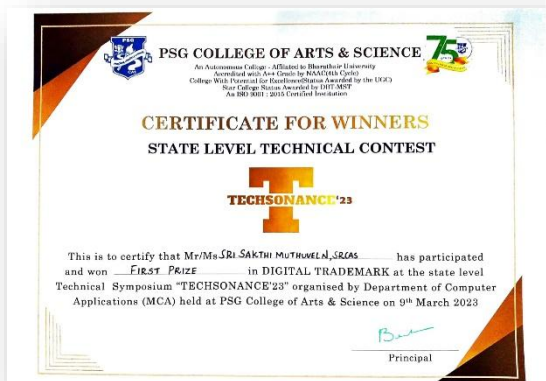 PSG
CAS
PSG COLLEGE OF ARTS & SCIENCE
75
An Autonomous College - Affiliated to Bharathiar University
Accredited with A++ Grade by NAAC(4th Cycle)
College With Potential for Excellence(Status Awarded by the UGC)
Star College Status Awarded by DBT-MST
An ISO 9001 : 2015 Certified Institution
CERTIFICATE FOR WINNERS
STATE LEVEL TECHNICAL CONTEST
T
TECHSONANCE'23
This is to certify that Mr/Ms SRI SAKTHI MUTHUVEL.N, SRCAS has participated
and won FIRST PRIZE in DIGITAL TRADEMARK at the state level
Technical Symposium "TECHSONANCE'23" organised by Department of Computer
Applications (MCA) held at PSG College of Arts & Science on 9th March 2023
Principal